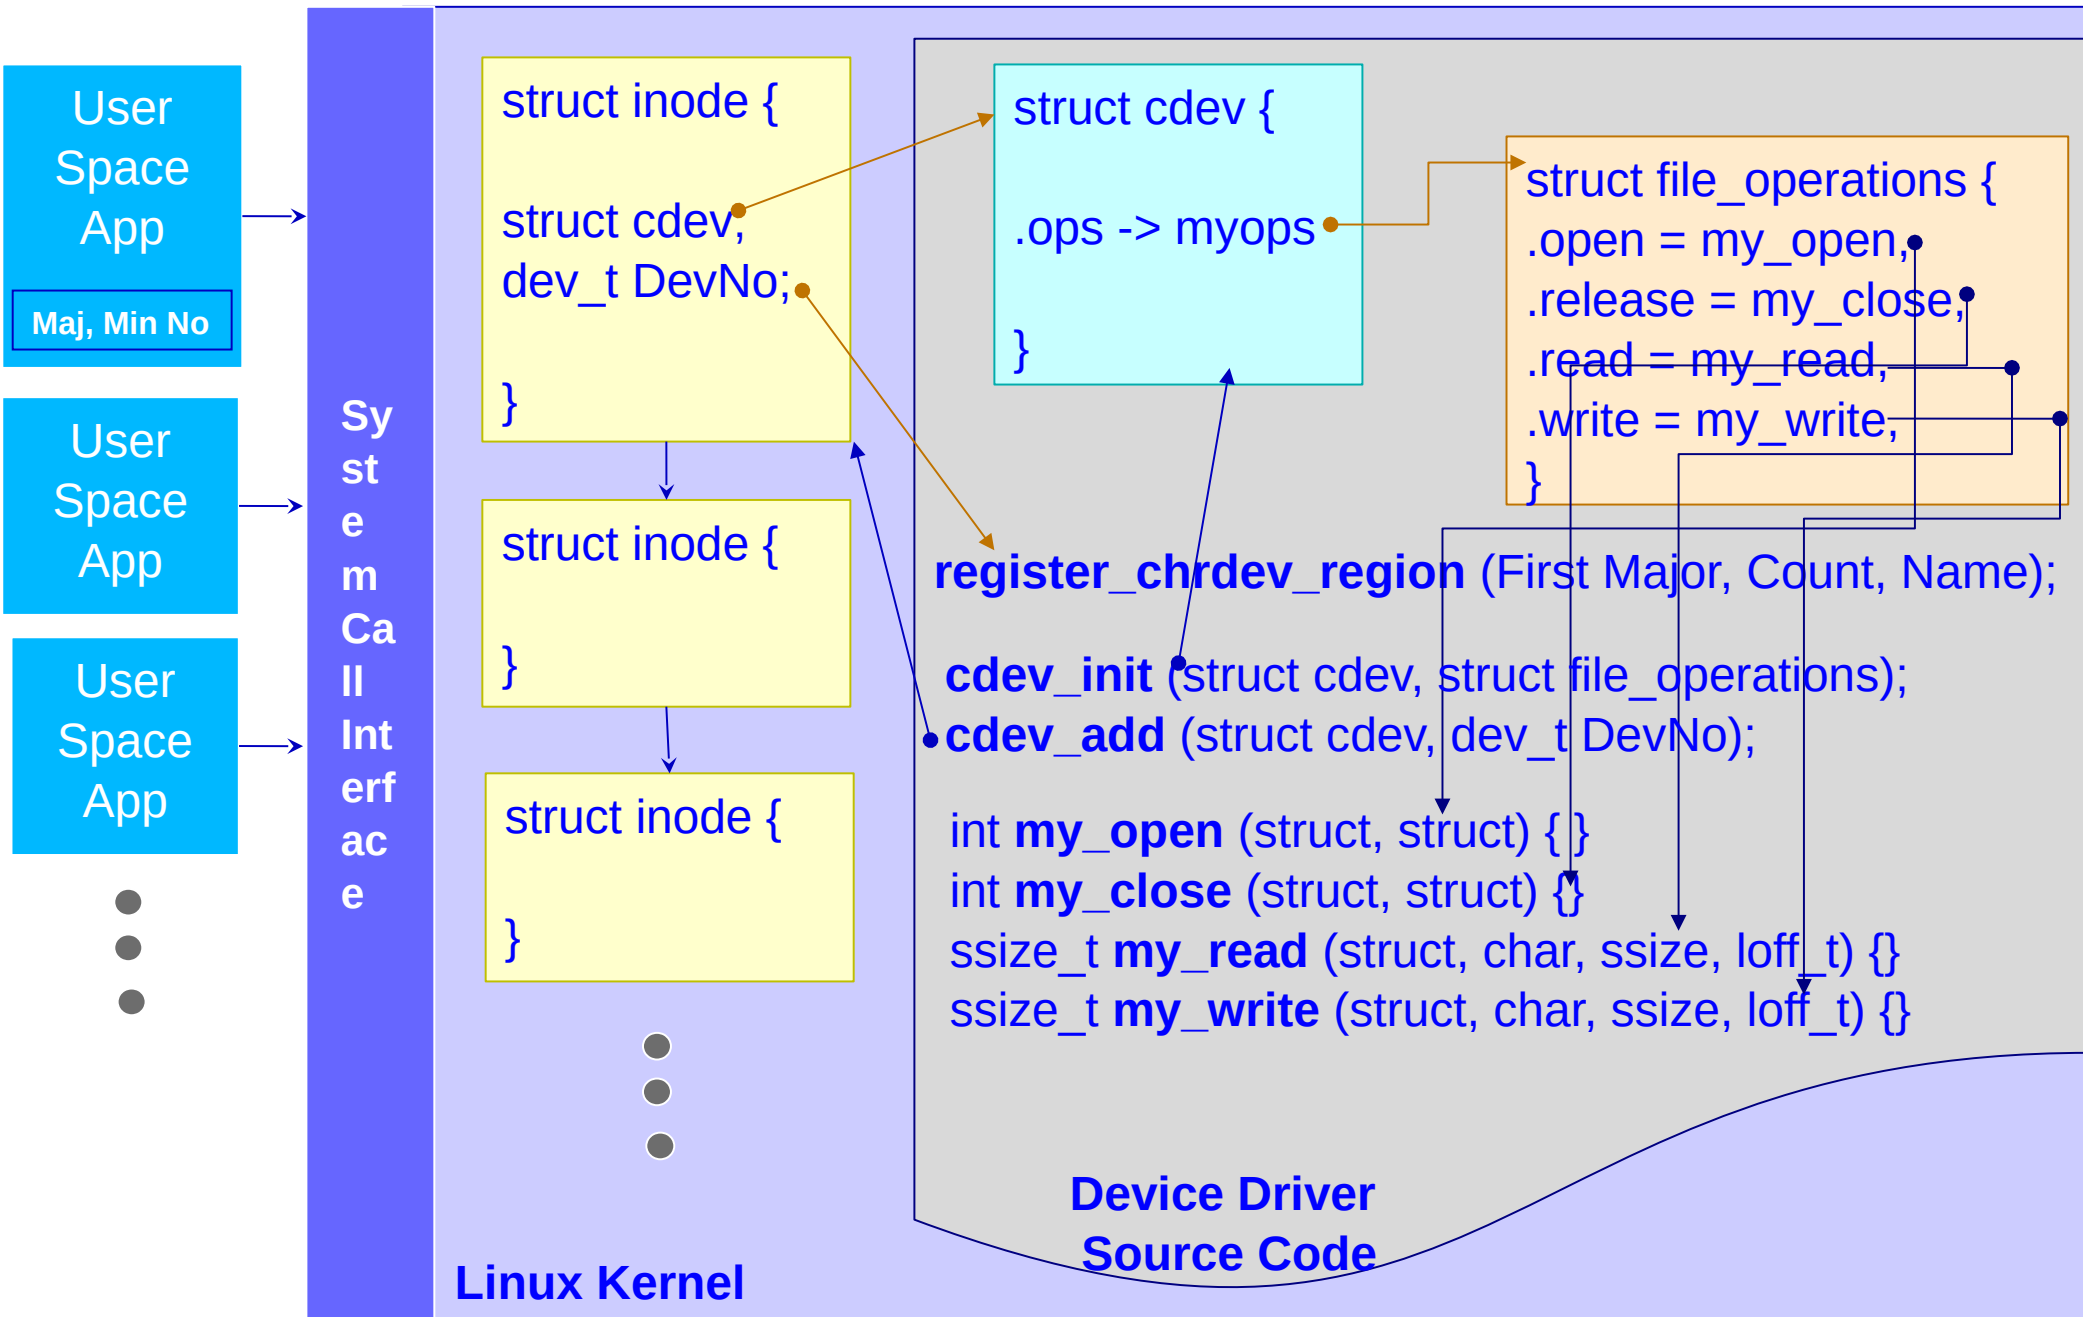 User
Space
App
Maj, Min No
User
Space
App
User
Space
App
Sy
st
e
m
Ca
ll
Int
erf
ac
e
struct inode {
struct cdev,
dev_t DevNo;
}
struct inode {
}
struct inode {
}
Linux Kernel
struct cdev {
.ops -> myops
}
struct file_operations {
.open = my_open,
.release = my_close,
.read = my_read,
.write = my_write,
}
register_chrdev_region (First Major, Count, Name);
cdev_init (struct cdev, struct file_operations);
cdev_add (struct cdev, dev_t DevNo);
int my_open (struct, struct) { }
int my_close (struct, struct) {}
ssize_t my_read (struct, char, ssize, loff_t) {}
ssize_t my_write (struct, char, ssize, loff_t) {}
Device Driver
Source Code